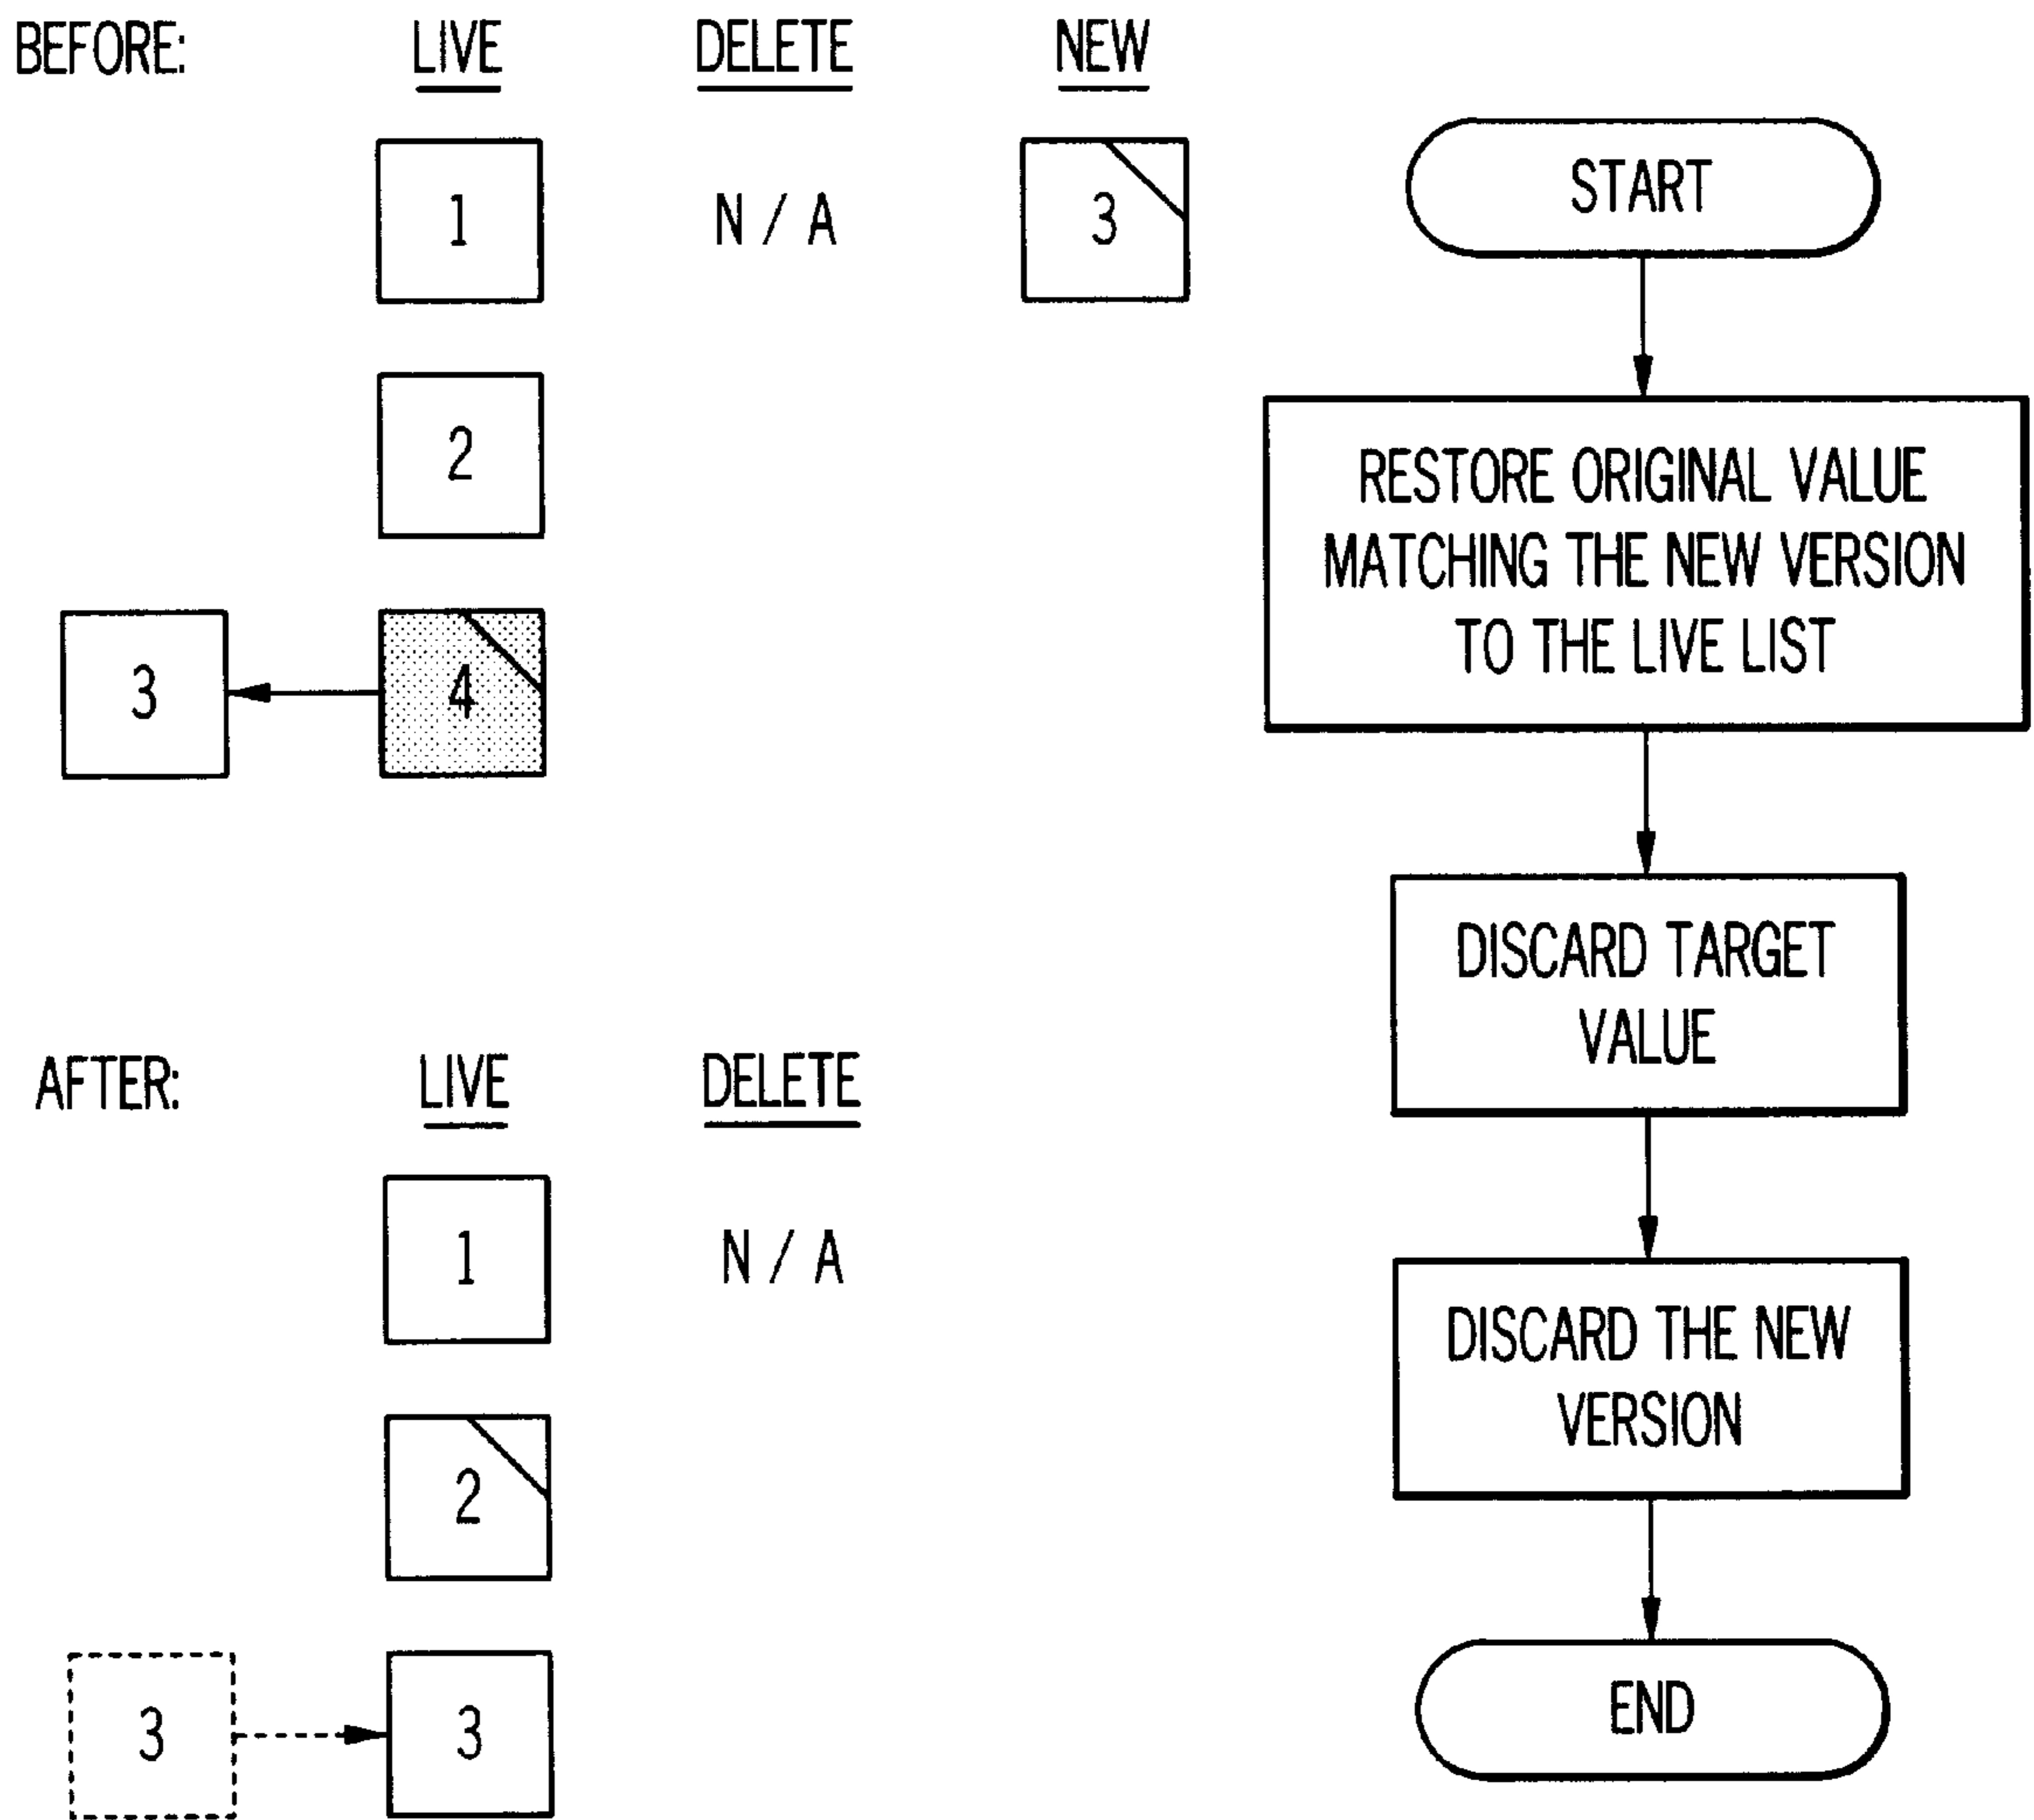 BEFORE: LIVE DELETE NEW
1 N / A 3
2
3 4
AFTER: LIVE DELETE
1 N / A
2
3 3
START
RESTORE ORIGINAL VALUE
MATCHING THE NEW VERSION
TO THE LIVE LIST
DISCARD TARGET
VALUE
DISCARD THE NEW
VERSION
END